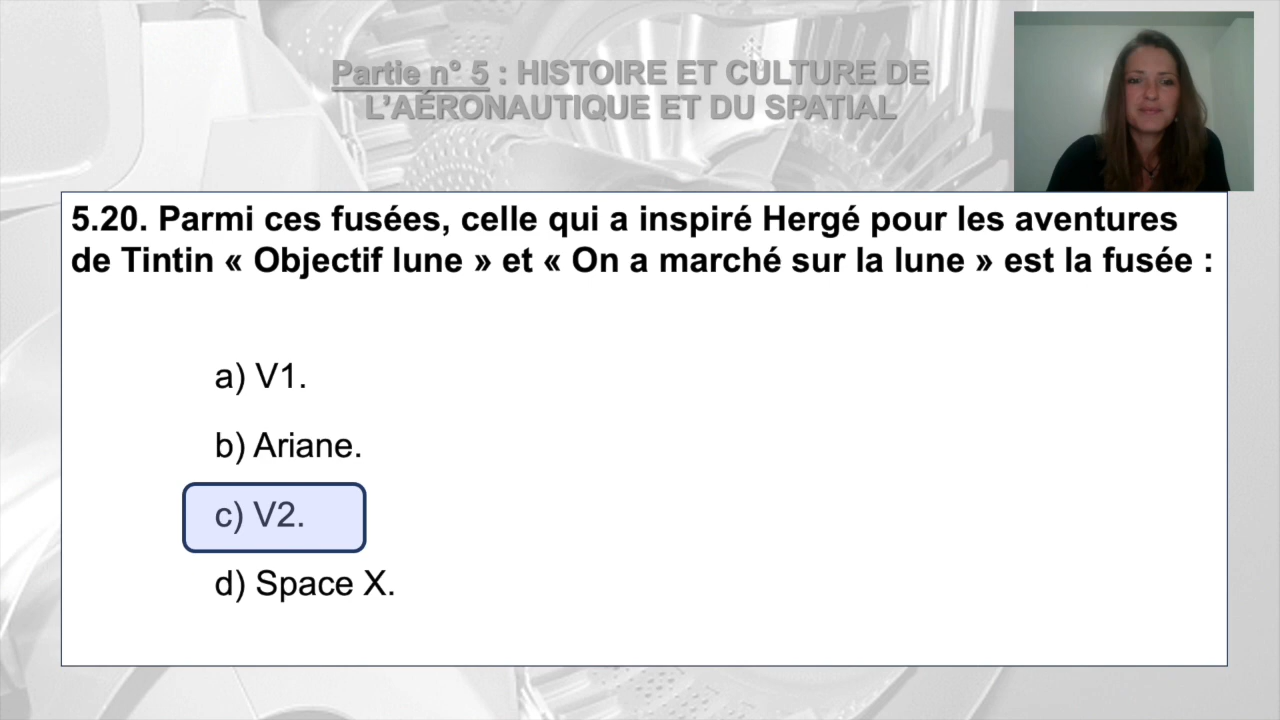 Partie n° 5 : HISTOIRE ET CULTURE DE
L'AÉRONAUTIQUE ET DU SPATIAL
5.20. Parmi ces fusées, celle qui a inspiré Hergé pour les aventures
de Tintin « Objectif lune » et « On a marché sur la lune » est la fusée :
a) V1.
b) Ariane.
c) V2.
d) Space X.